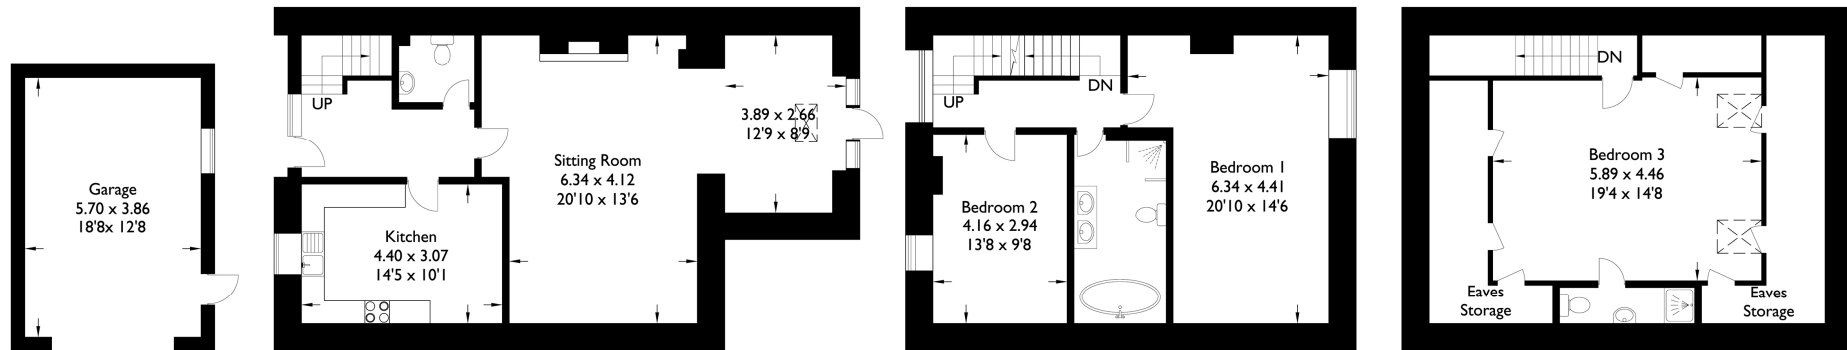 Garage
5.70 x 3.86
18'8x 12'8
UP
Kitchen
4.40 x 3.07
14'5 x 10'1
Sitting Room
6.34 x 4.12
20'10 x 13'6
3.89 x 2.66
12'9 x 8'9
UP
DN
Bedroom 2
4.16 x 2.94
13'8 x 9'8
Bedroom 1
6.34 x 4.41
20'10 x 14'6
DN
Bedroom 3
5.89 x 4.46
19'4 x 14'8
Eaves
Storage
Eaves
Storage